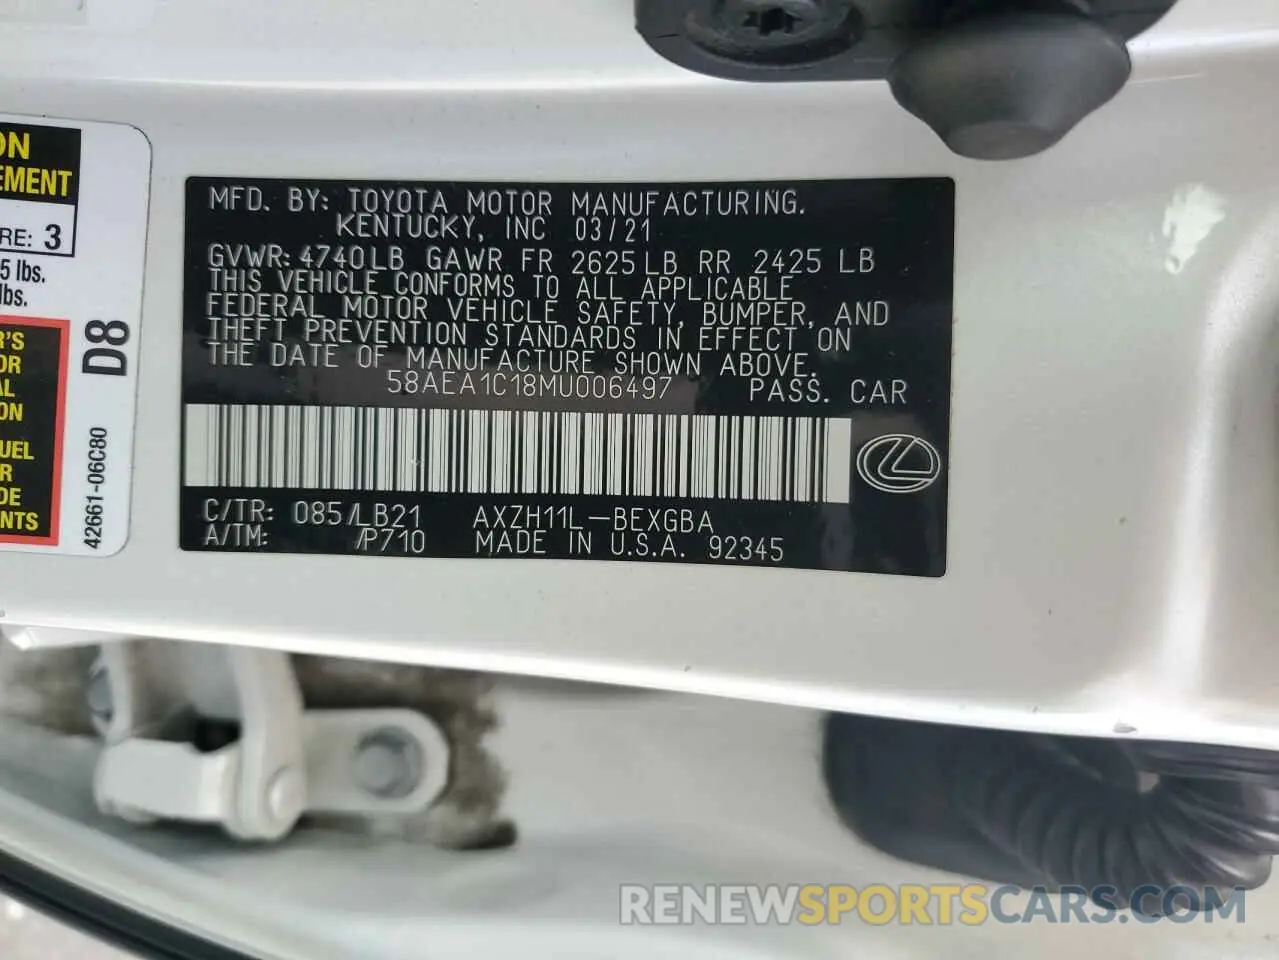 ON
EMENT
RE: 3
5 lbs.
lbs.
R'S
OR
AL
ON
UEL
R
DE
NTS
D8
42661-06C80
MFD. BY: TOYOTA MOTOR MANUFACTURING.
KENTUCKY, INC 03/21
GVWR: 4740LB GAWR FR 2625LB RR 2425 LB
THIS VEHICLE CONFORMS TO ALL APPLICABLE
FEDERAL MOTOR VEHICLE SAFETY, BUMPER, AND
THEFT PREVENTION STANDARDS IN EFFECT ON
THE DATE OF MANUFACTURE SHOWN ABOVE.
58AEA1C18MU006497 PASS. CAR
C/TR: 085/LB21 AXZH11L-BEXGBA
A/TM: /P710 MADE IN U.S.A. 92345
RENEWSPORTSCARS.COM